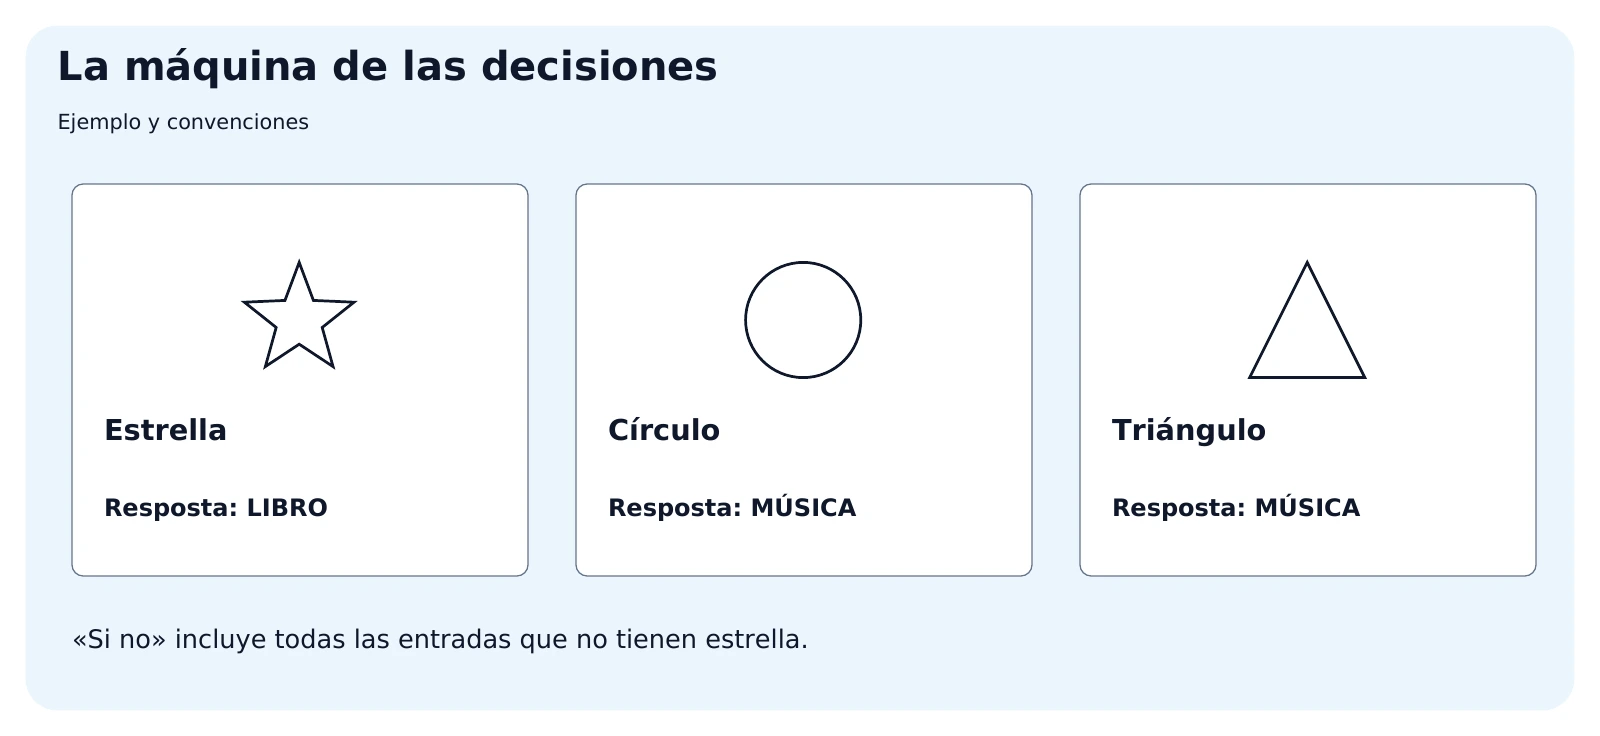 La máquina de las decisiones
Ejemplo y convenciones
Estrella
Resposta: LIBRO
Círculo
Resposta: MÚSICA
Triángulo
Resposta: MÚSICA
«Si no» incluye todas las entradas que no tienen estrella.